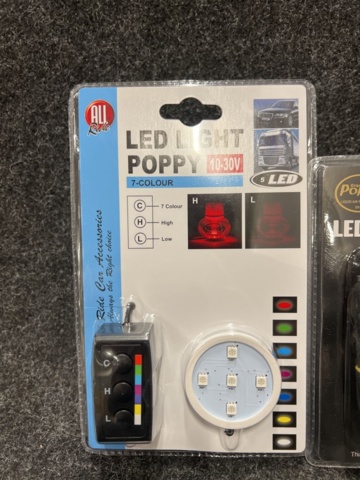 ALL
Ride
LED LIGHT
POPPY 10-30V
7-COLOUR
5 LED
C 7 Colour
H High
L Low
H L
Ride Car Accessories
Always the Right choice
C
H
L
Pop
LED